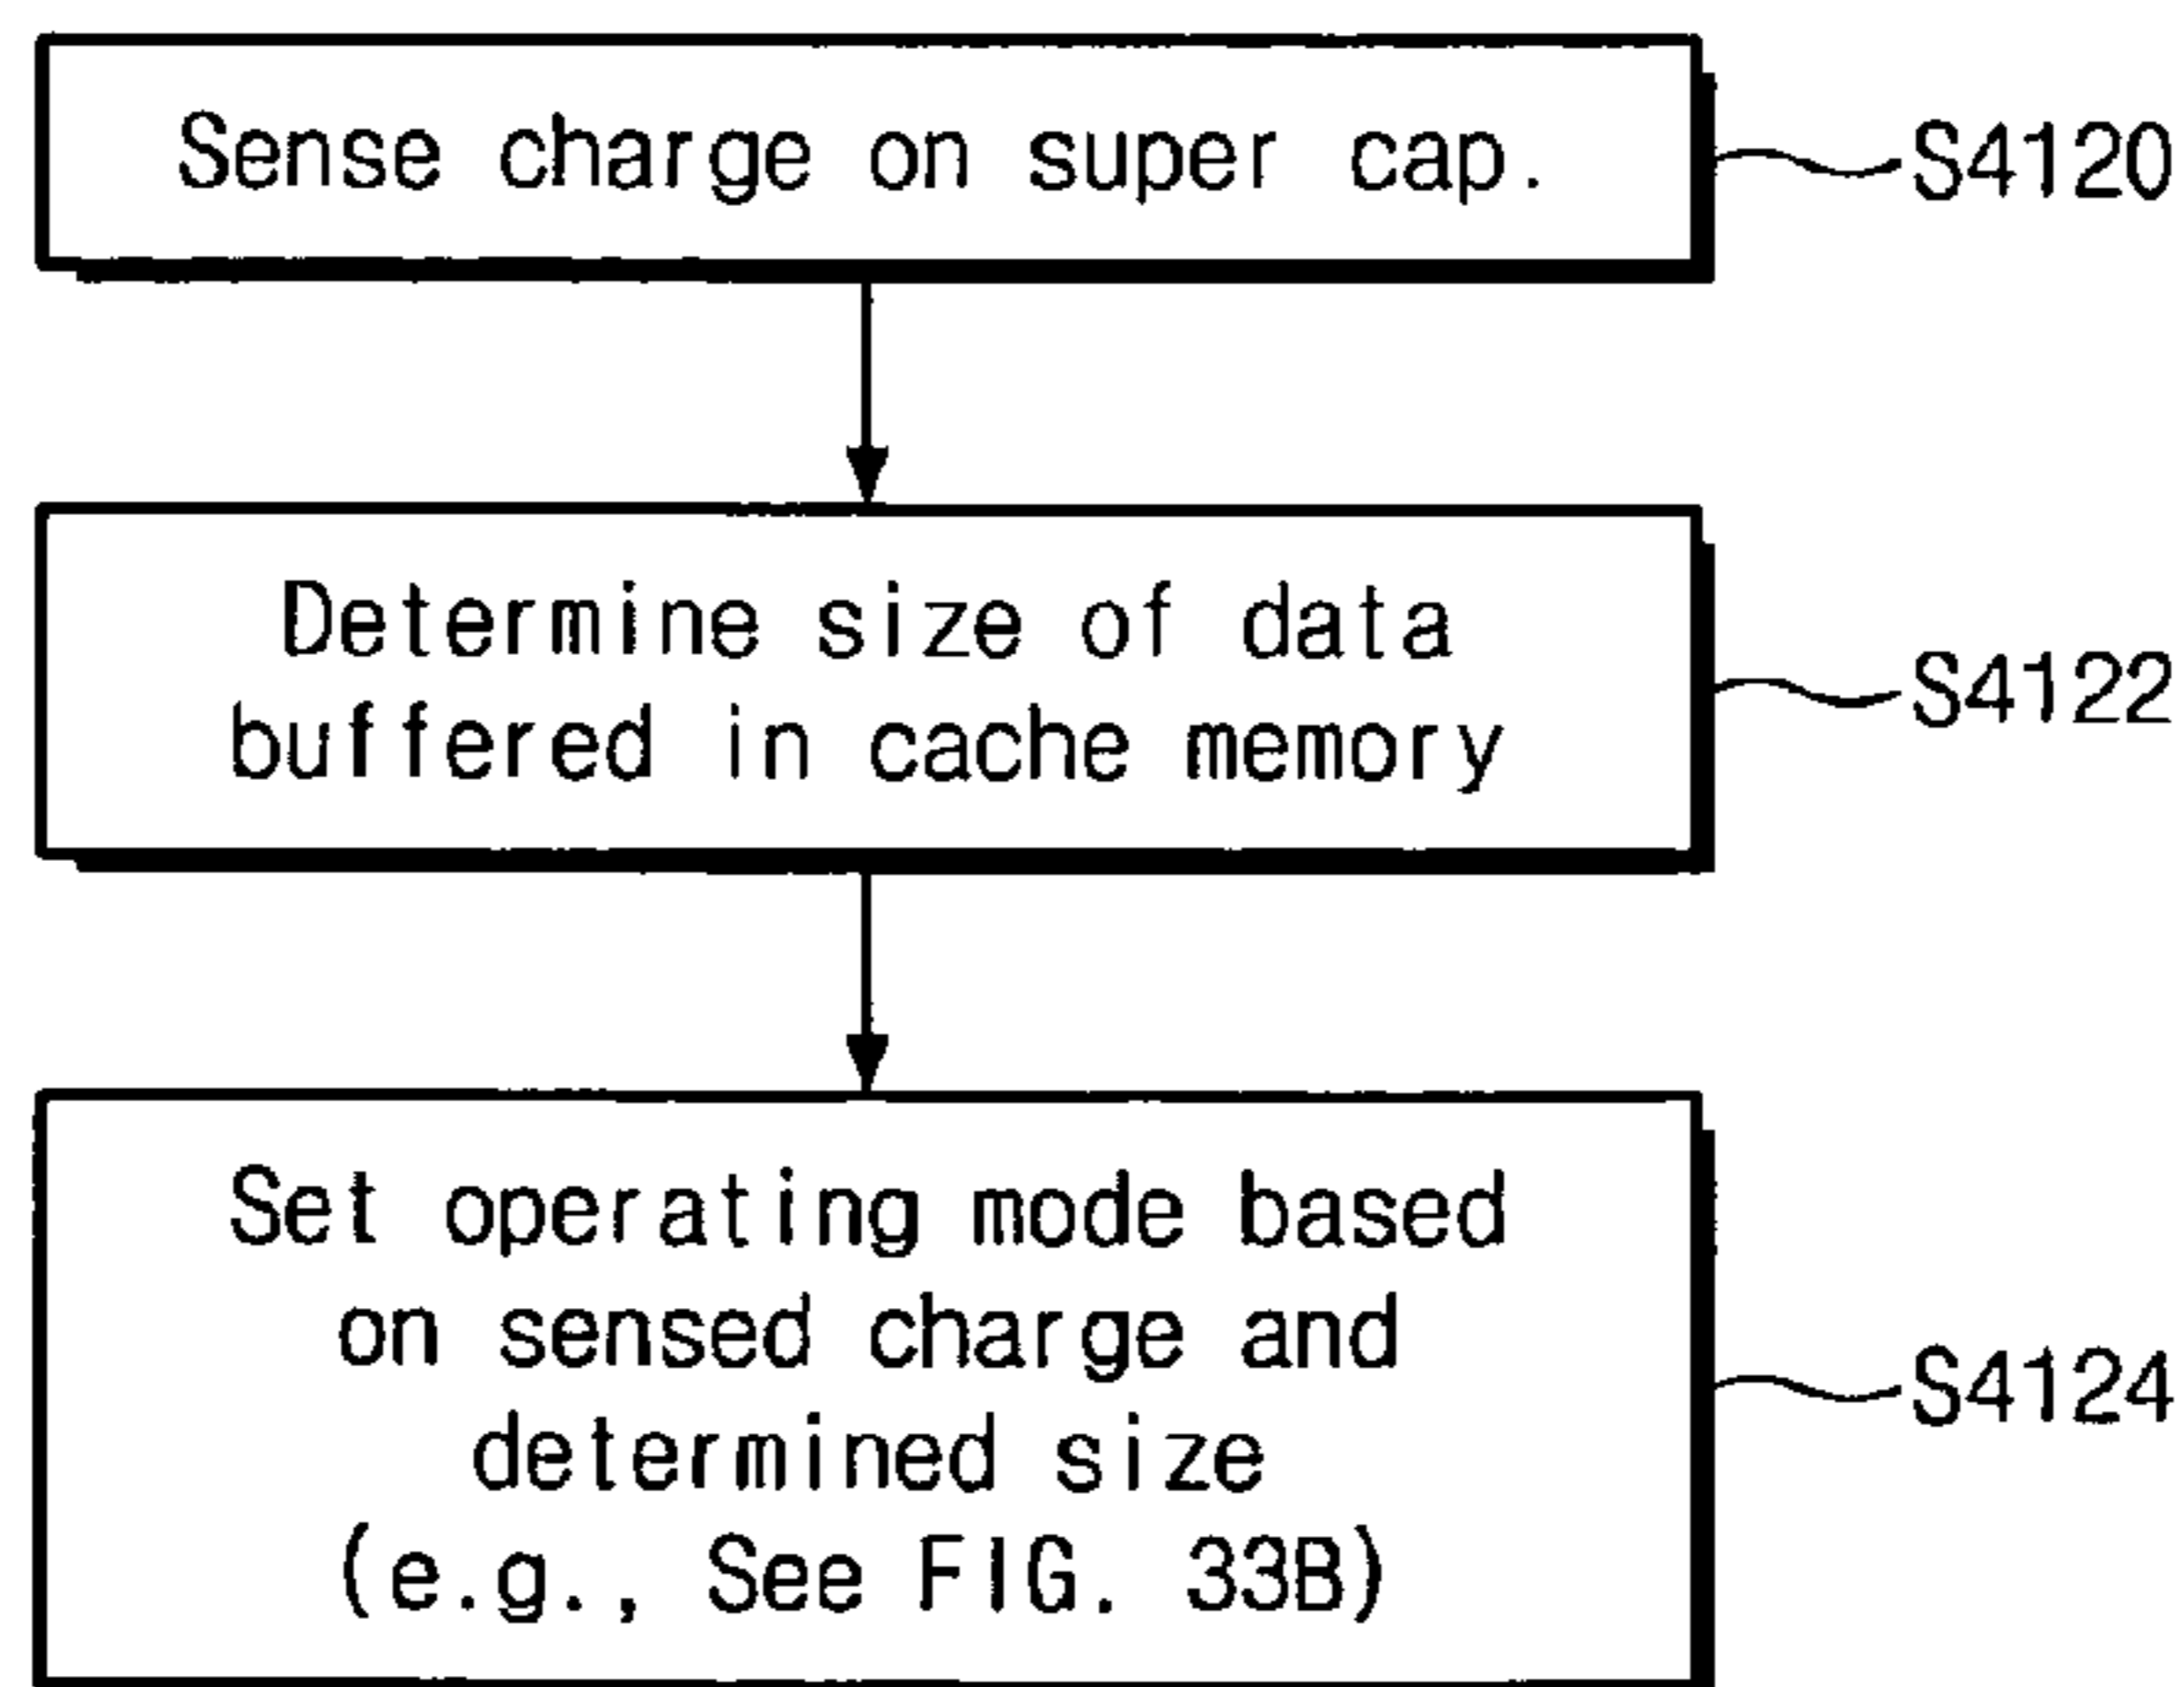 Sense charge on super cap.
S4120
Determine size of data
buffered in cache memory
S4122
Set operating mode based
on sensed charge and
determined size
(e.g., See FIG. 33B)
S4124